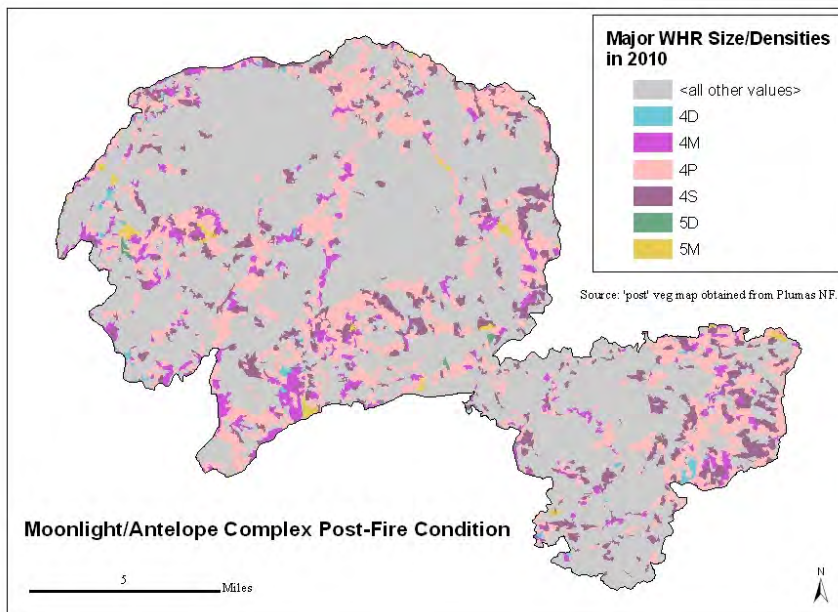 Major WHR Size/Densities
in 2010
<all other values>
4D
4M
4P
4S
5D
5M
Source: 'post' veg map obtained from Plumas NF.
Moonlight/Antelope Complex Post-Fire Condition
5
Miles
N